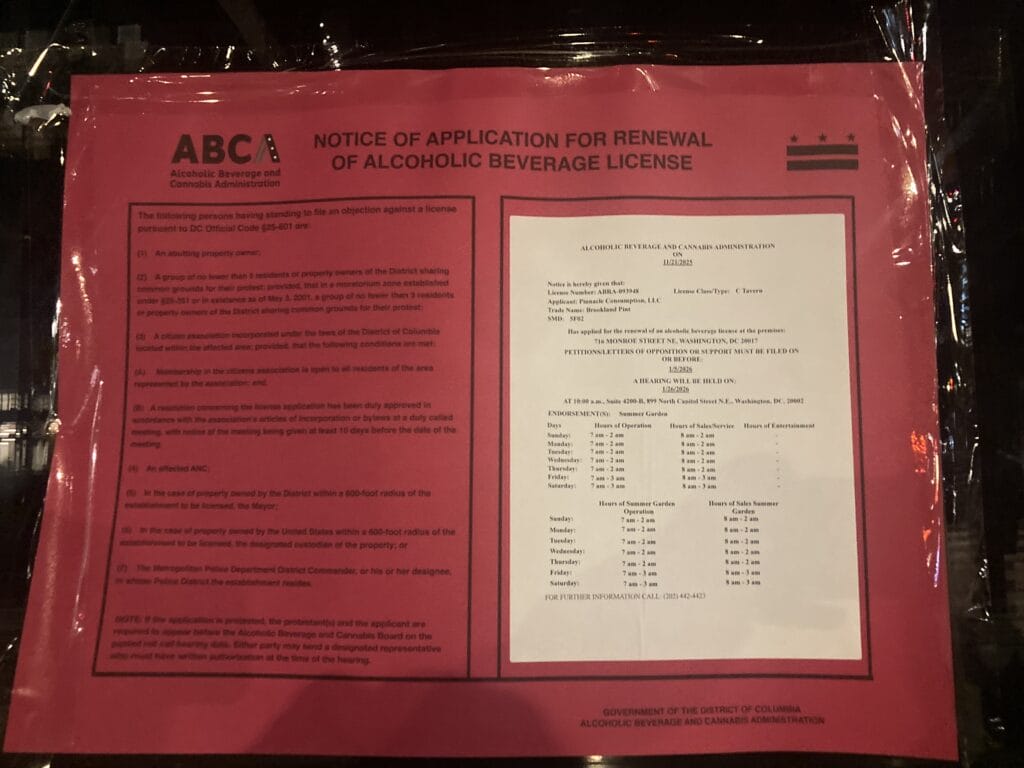 ABCA
Alcoholic Beverage and
Cannabis Administration
NOTICE OF APPLICATION FOR RENEWAL
OF ALCOHOLIC BEVERAGE LICENSE
The following persons having standing to file an objection against a license
pursuant to DC Official Code §25-601 are:
(1) An abutting property owner;
(2) A group of no fewer than 5 residents or property owners of the District sharing
common grounds for their protest; provided, that in a moratorium zone established
under §25-351 or in existence as of May 3, 2001, a group of no fewer than 3 residents
or property owners of the District sharing common grounds for their protest;
(3) A citizen association incorporated under the laws of the District of Columbia
located within the affected area; provided, that the following conditions are met:
(A) Membership in the citizens association is open to all residents of the area
represented by the association; and,
(B) A resolution concerning the license application has been duly approved in
accordance with the association's articles of incorporation or bylaws at a duly called
meeting, with notice of the meeting being given at least 10 days before the date of the
meeting.
(4) An affected ANC;
(5) In the case of property owned by the District within a 600-foot radius of the
establishment to be licensed, the Mayor;
(6) In the case of property owned by the United States within a 600-foot radius of the
establishment to be licensed, the designated custodian of the property; or
(7) The Metropolitan Police Department District Commander, or his or her designee,
in whose Police District the establishment resides.
NOTE: If the application is protested, the protestant(s) and the applicant are
required to appear before the Alcoholic Beverage and Cannabis Board on the
posted roll call hearing date. Either party may send a designated representative
who must have written authorization at the time of the hearing.
ALCOHOLIC BEVERAGE AND CANNABIS ADMINISTRATION
ON
11/21/2025
Notice is hereby given that:
License Number: ABRA-093948 License Class/Type: C Tavern
Applicant: Pinnacle Consumption, LLC
Trade Name: Brookland Pint
SMD: 5F02
Has applied for the renewal of an alcoholic beverage license at the premises:
716 MONROE STREET NE, WASHINGTON, DC 20017
PETITIONS/LETTERS OF OPPOSITION OR SUPPORT MUST BE FILED ON
OR BEFORE:
1/5/2026
A HEARING WILL BE HELD ON:
1/26/2026
AT 10:00 a.m., Suite 4200-B, 899 North Capitol Street N.E., Washington, DC, 20002
ENDORSEMENT(S): Summer Garden
Days Hours of Operation Hours of Sales/Service Hours of Entertainment
Sunday: 7 am - 2 am 8 am - 2 am -
Monday: 7 am - 2 am 8 am - 2 am -
Tuesday: 7 am - 2 am 8 am - 2 am -
Wednesday: 7 am - 2 am 8 am - 2 am -
Thursday: 7 am - 2 am 8 am - 2 am -
Friday: 7 am - 3 am 8 am - 3 am -
Saturday: 7 am - 3 am 8 am - 3 am -
Hours of Summer Garden Hours of Sales Summer
Operation Garden
Sunday: 7 am - 2 am 8 am - 2 am
Monday: 7 am - 2 am 8 am - 2 am
Tuesday: 7 am - 2 am 8 am - 2 am
Wednesday: 7 am - 2 am 8 am - 2 am
Thursday: 7 am - 2 am 8 am - 2 am
Friday: 7 am - 3 am 8 am - 3 am
Saturday: 7 am - 3 am 8 am - 3 am
FOR FURTHER INFORMATION CALL: (202) 442-4423
GOVERNMENT OF THE DISTRICT OF COLUMBIA
ALCOHOLIC BEVERAGE AND CANNABIS ADMINISTRATION